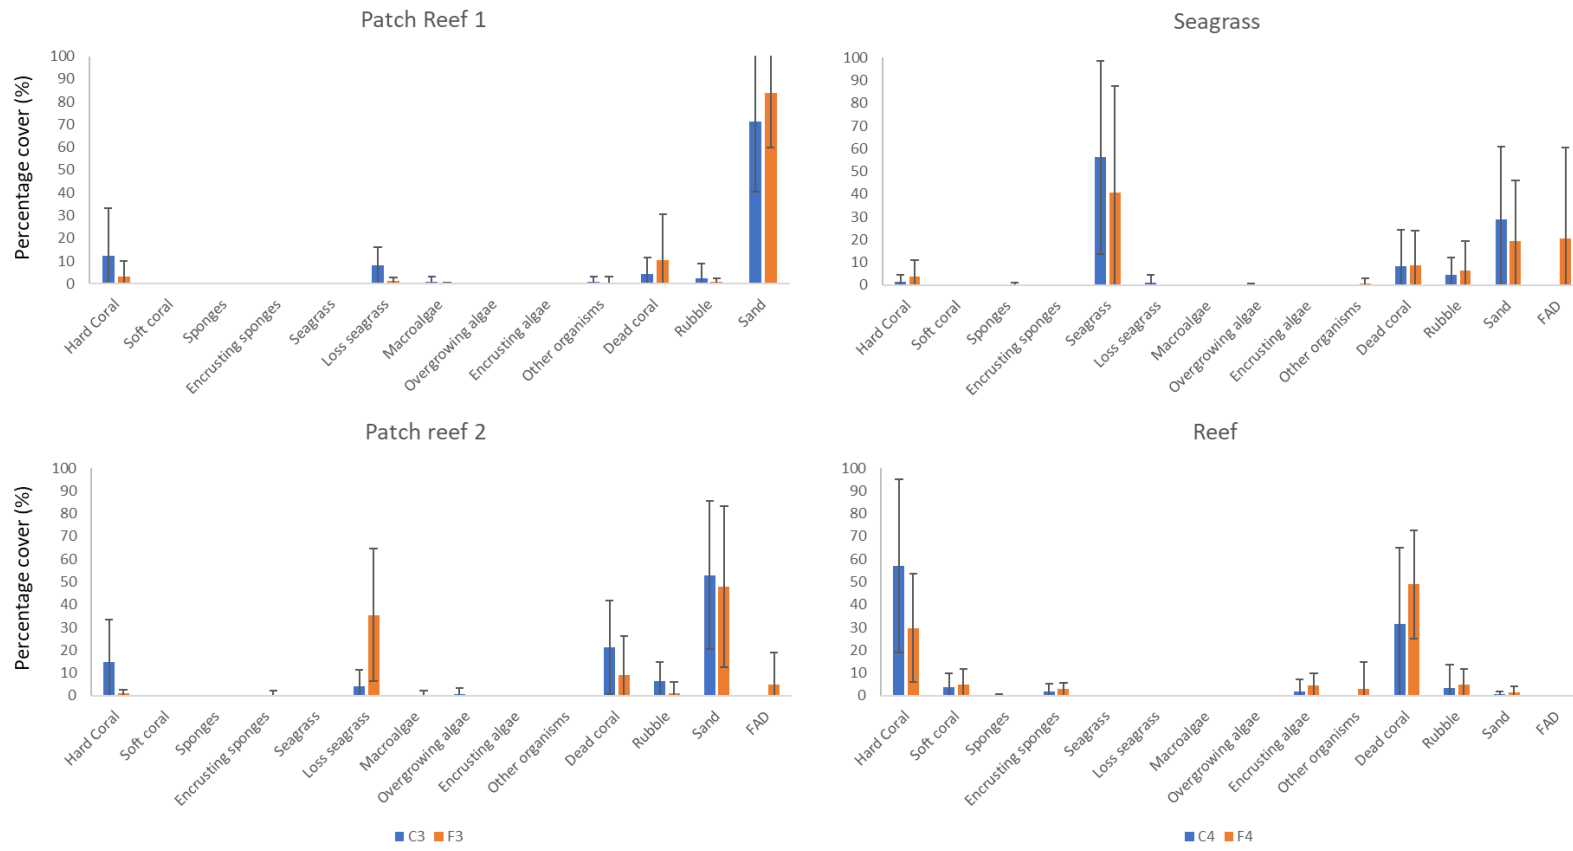 Patch Reef 1
Percentage cover (%)
100
90
80
70
60
50
40
30
20
10
0
Hard Coral
Soft coral
Sponges
Encrusting sponges
Seagrass
Loss seagrass
Macroalgae
Overgrowing algae
Encrusting algae
Other organisms
Dead coral
Rubble
Sand
Seagrass
100
90
80
70
60
50
40
30
20
10
0
Hard Coral
Soft coral
Sponges
Encrusting sponges
Seagrass
Loss seagrass
Macroalgae
Overgrowing algae
Encrusting algae
Other organisms
Dead coral
Rubble
Sand
FAD
Patch reef 2
Percentage cover (%)
100
90
80
70
60
50
40
30
20
10
0
Hard Coral
Soft coral
Sponges
Encrusting sponges
Seagrass
Loss seagrass
Macroalgae
Overgrowing algae
Encrusting algae
Other organisms
Dead coral
Rubble
Sand
FAD
C3 F3
Reef
100
90
80
70
60
50
40
30
20
10
0
Hard Coral
Soft coral
Sponges
Encrusting sponges
Seagrass
Loss seagrass
Macroalgae
Overgrowing algae
Encrusting algae
Other organisms
Dead coral
Rubble
Sand
FAD
C4 F4